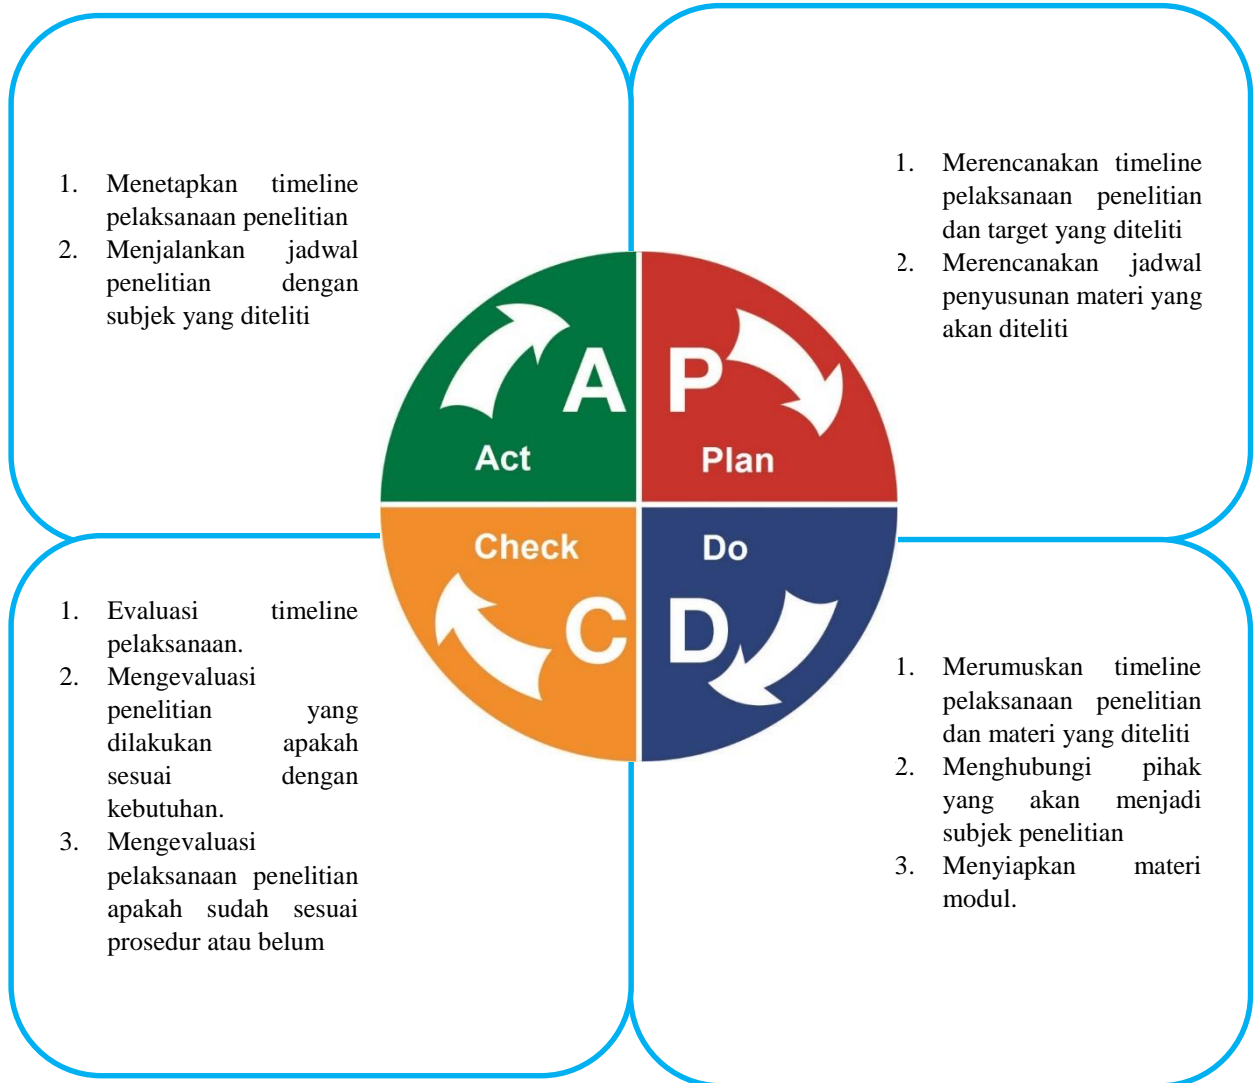 1. Menetapkan timeline
pelaksanaan penelitian
2. Menjalankan jadwal
penelitian dengan
subjek yang diteliti
1. Merencanakan timeline
pelaksanaan penelitian
dan target yang diteliti
2. Merencanakan jadwal
penyusunan materi yang
akan diteliti
A
Act
P
Plan
Check
C
Do
D
1. Evaluasi timeline
pelaksanaan.
2. Mengevaluasi
penelitian yang
dilakukan apakah
sesuai dengan
kebutuhan.
3. Mengevaluasi
pelaksanaan penelitian
apakah sudah sesuai
prosedur atau belum
1. Merumuskan timeline
pelaksanaan penelitian
dan materi yang diteliti
2. Menghubungi pihak
yang akan menjadi
subjek penelitian
3. Menyiapkan materi
modul.